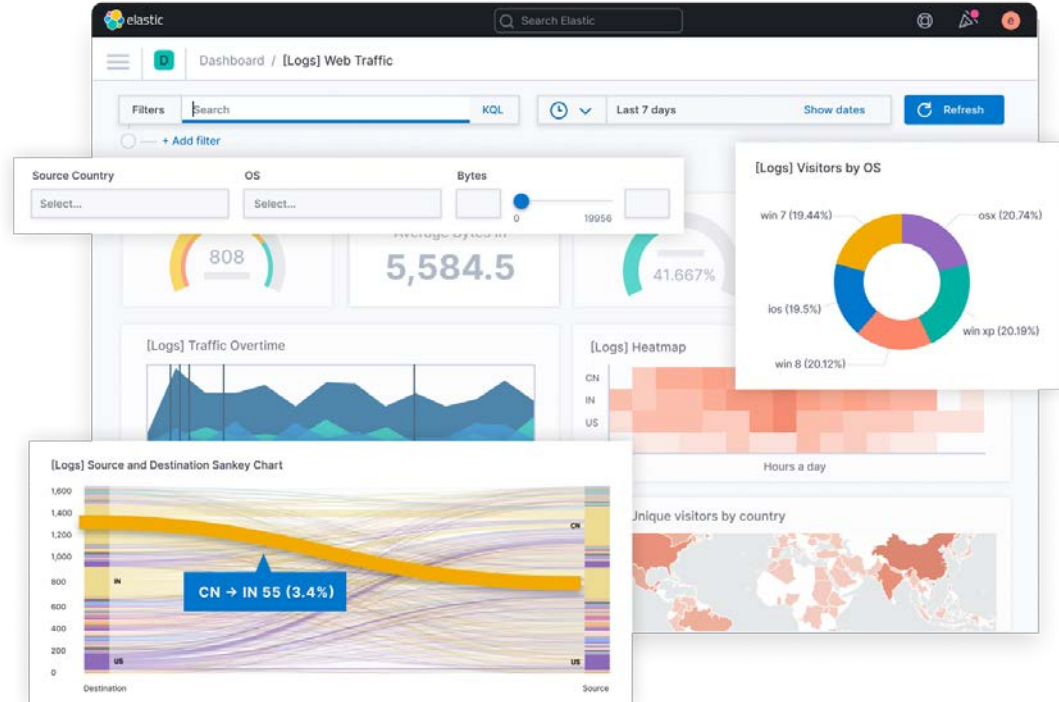 elastic
Search Elastic
e
D
Dashboard / [Logs] Web Traffic
Filters
Search
KQL
Last 7 days
Show dates
Refresh
+ Add filter
Source Country
OS
Bytes
Select...
Select...
0
19956
[Logs] Visitors by OS
win 7 (19.44%)
osx (20.74%)
ios (19.5%)
win xp (20.19%)
win 8 (20.12%)
808
Average Bytes In
5,584.5
41.667%
[Logs] Traffic Overtime
[Logs] Heatmap
CN
IN
US
Hours a day
[Logs] Source and Destination Sankey Chart
1,600
1,400
1,200
1,000
800
600
400
200
0
CN
IN
US
US
CN → IN 55 (3.4%)
Destination
Source
Unique visitors by country